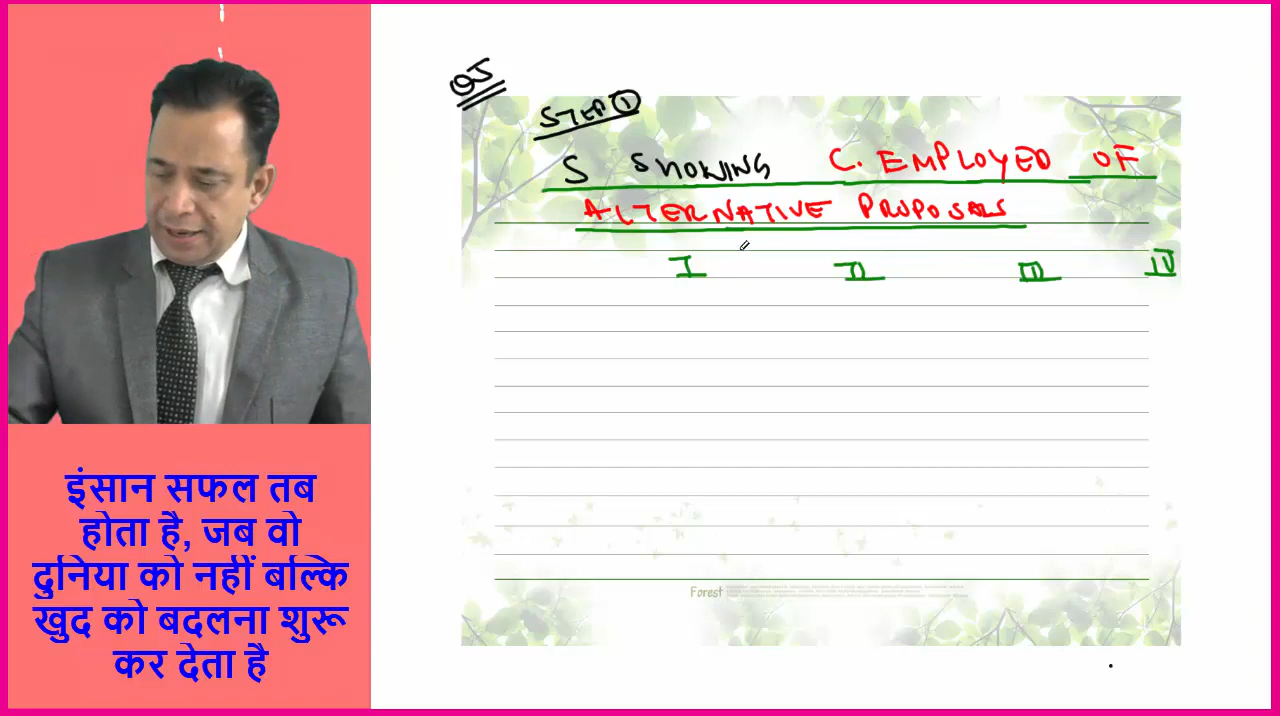 Q5
STEP ①
S SHOWING C. EMPLOYED OF
ALTERNATIVE PROPOSALS
I II III IV
Forest
इंसान सफल तब
होता है, जब वो
दुनिया को नहीं बल्कि
खुद को बदलना शुरू
कर देता है